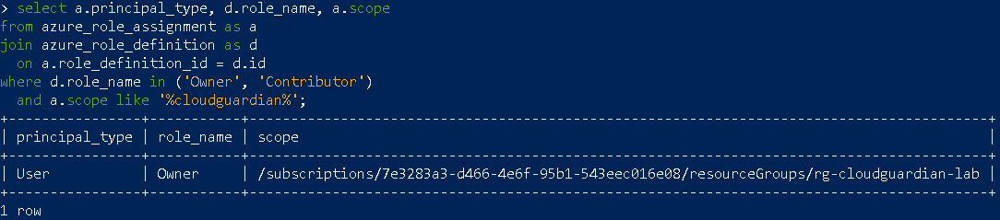 > select a.principal_type, d.role_name, a.scope
from azure_role_assignment as a
join azure_role_definition as d
  on a.role_definition_id = d.id
where d.role_name in ('Owner', 'Contributor')
  and a.scope like '%cloudguardian%';
+----------------+-----------+------------------------------------------------------------------------------------+
| principal_type | role_name | scope                                                                              |
+----------------+-----------+------------------------------------------------------------------------------------+
| User           | Owner     | /subscriptions/7e3283a3-d466-4e6f-95b1-543eec016e08/resourceGroups/rg-cloudguardian-lab |
+----------------+-----------+------------------------------------------------------------------------------------+
1 row